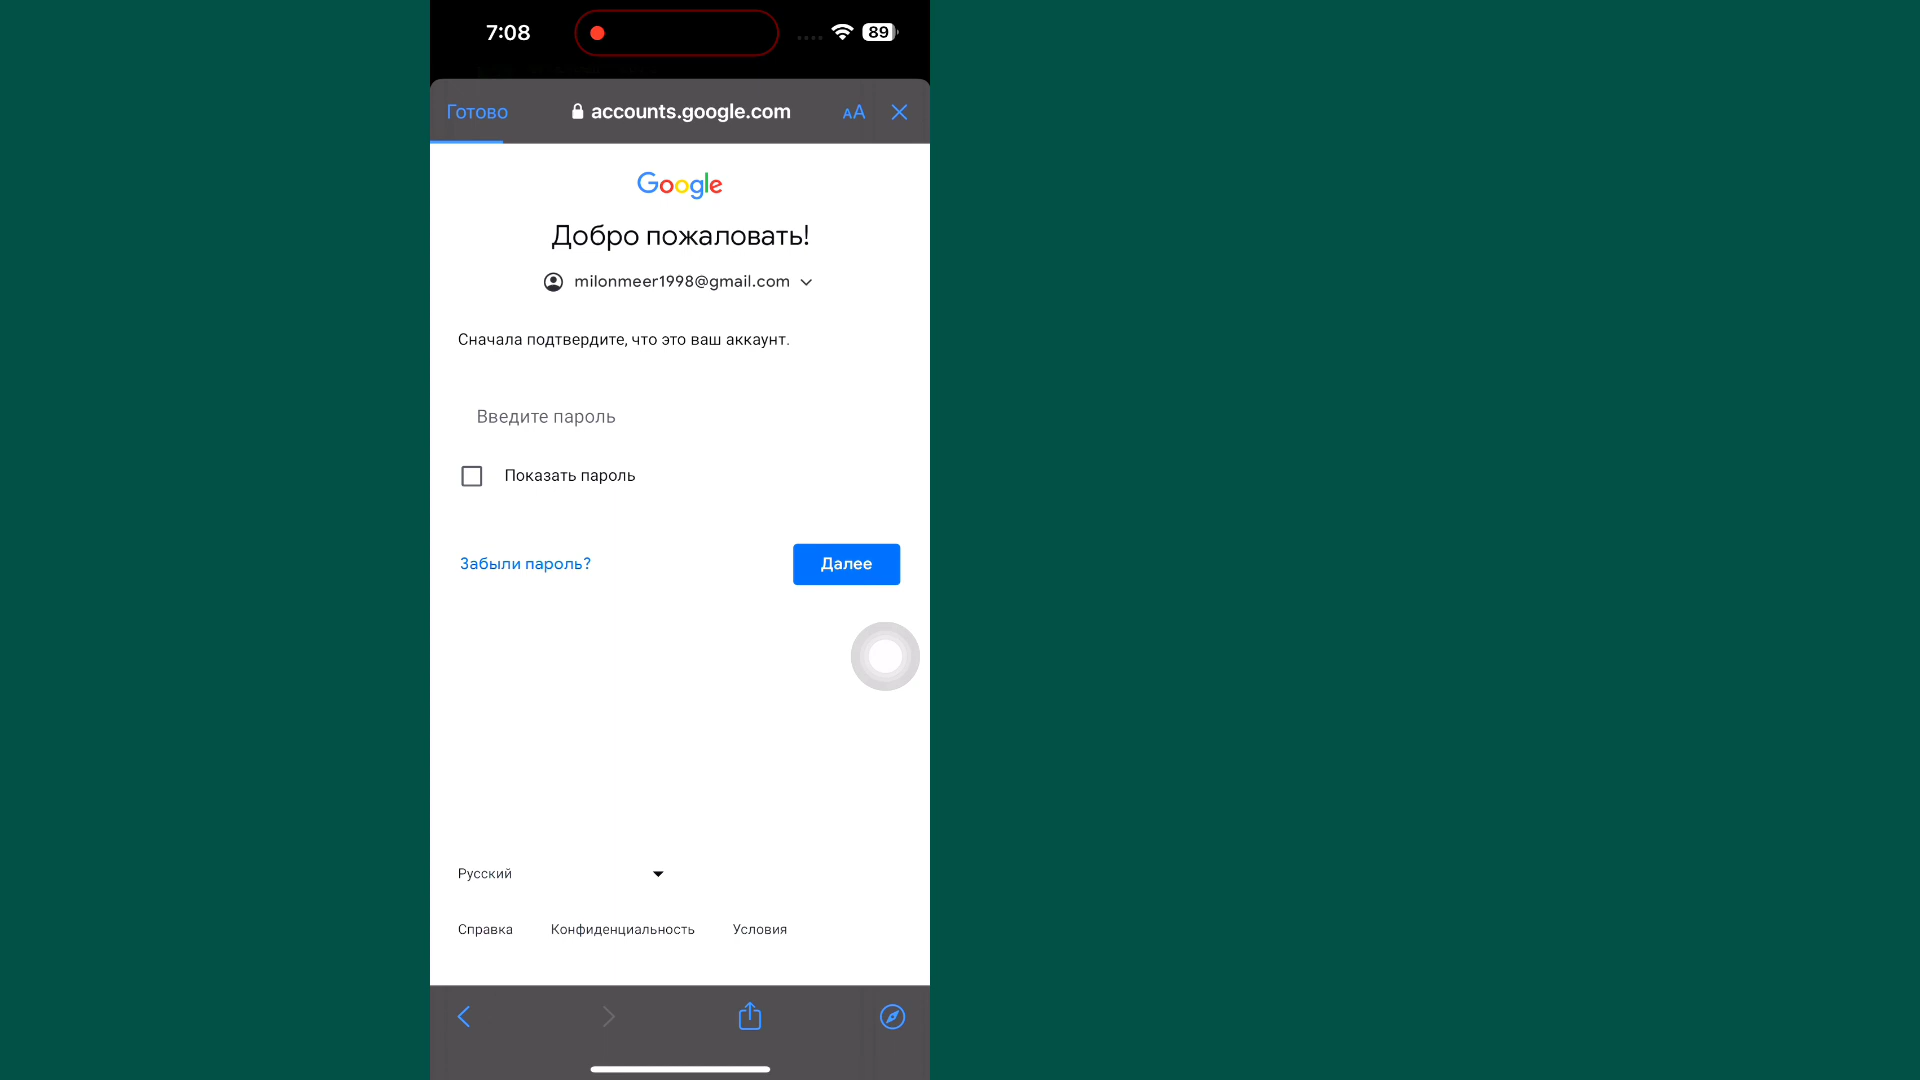 7:08
89
Готово
accounts.google.com
AA
Google
Добро пожаловать!
milonmeer1998@gmail.com
Сначала подтвердите, что это ваш аккаунт.
Введите пароль
Показать пароль
Забыли пароль?
Далее
Русский
Справка
Конфиденциальность
Условия